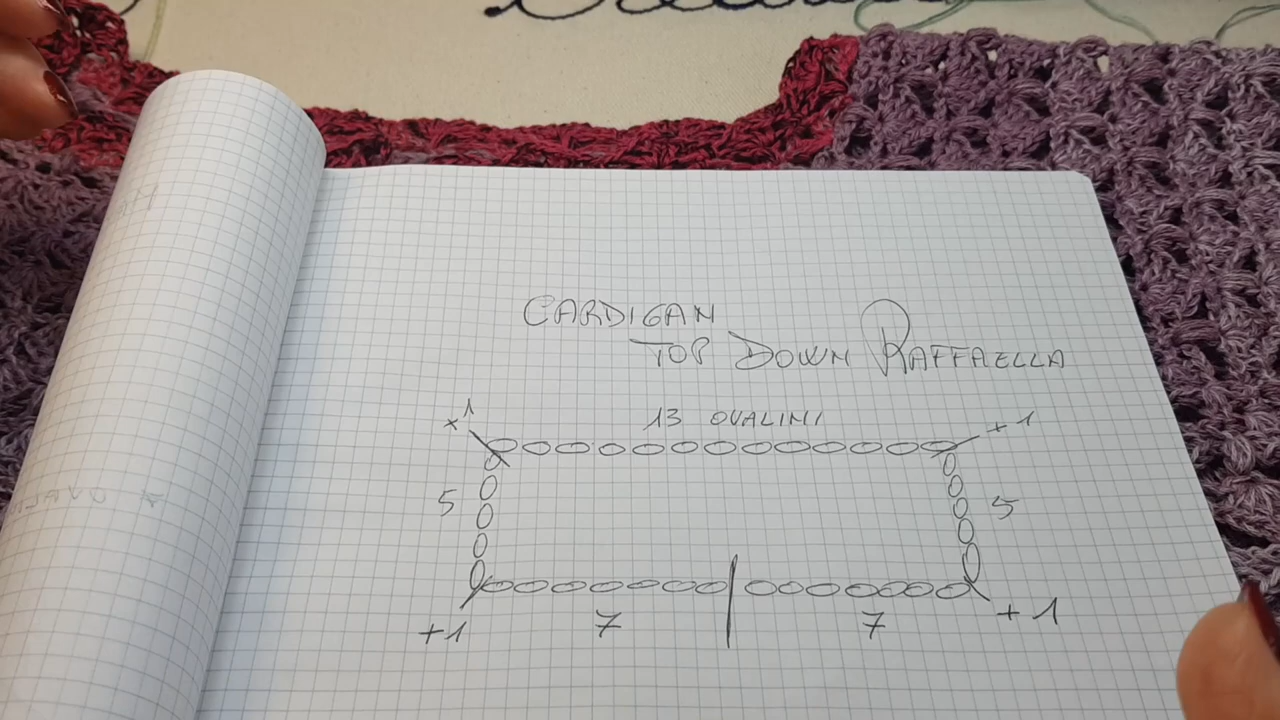 CARDIGAN
TOP DOWN RAFFAELLA
13 OVALINI
+1
+1
5
5
+1
7
7
+1